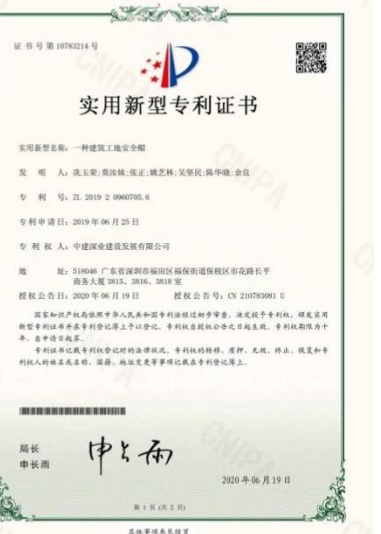 证书号第10783214号
实用新型专利证书
实用新型名称：一种建筑工地安全帽
发 明 人：冼玉荣;莫汝妹;张正;姚艺林;吴坚民;陈华晓;余良
专 利 号：ZL 2019 2 0960705.6
专利申请日：2019年06月25日
专 利 权 人：中建深业建设发展有限公司
地 址：518046 广东省深圳市福田区福保街道保税区市花路长平
商务大厦3815、3816、3818室
授权公告日：2020年06月19日 授权公告号：CN 210783081 U
国家知识产权局依照中华人民共和国专利法经过初步审查，决定授予专利权，颁发实用
新型专利证书并在专利登记簿上予以登记。专利权自授权公告之日起生效。专利权期限为十
年，自申请日起算。
专利证书记载专利权登记时的法律状况。专利权的转移、质押、无效、终止、恢复和专利
权人的姓名或名称、国籍、地址变更等事项记载在专利登记簿上。
局长
申长雨
申长雨
2020年06月19日
第 1 页 (共 2 页)
其他事项参见续页
CNIPA
CNIPA
CNIPA